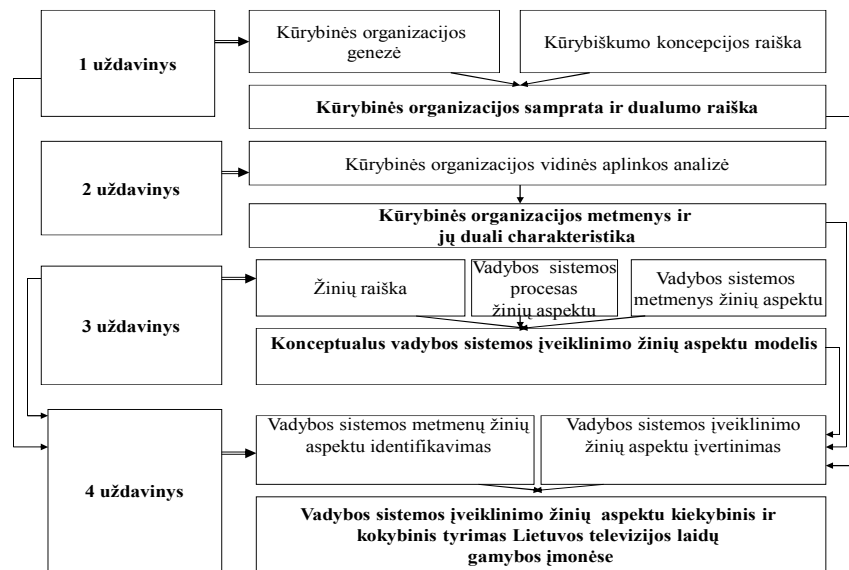 1 uždavinys
Kūrybinės organizacijos
genezė
Kūrybiškumo koncepcijos raiška
Kūrybinės organizacijos samprata ir dualumo raiška
2 uždavinys
Kūrybinės organizacijos vidinės aplinkos analizė
Kūrybinės organizacijos metmenys ir
jų duali charakteristika
3 uždavinys
Žinių raiška
Vadybos sistemos
procesas
žinių aspektu
Vadybos sistemos
metmenys žinių aspektu
Konceptualus vadybos sistemos įveiklinimo žinių aspektu modelis
4 uždavinys
Vadybos sistemos metmenų žinių
aspektu identifikavimas
Vadybos sistemos įveiklinimo
žinių aspektu įvertinimas
Vadybos sistemos įveiklinimo žinių aspektu kiekybinis ir
kokybinis tyrimas Lietuvos televizijos laidų
gamybos įmonėse